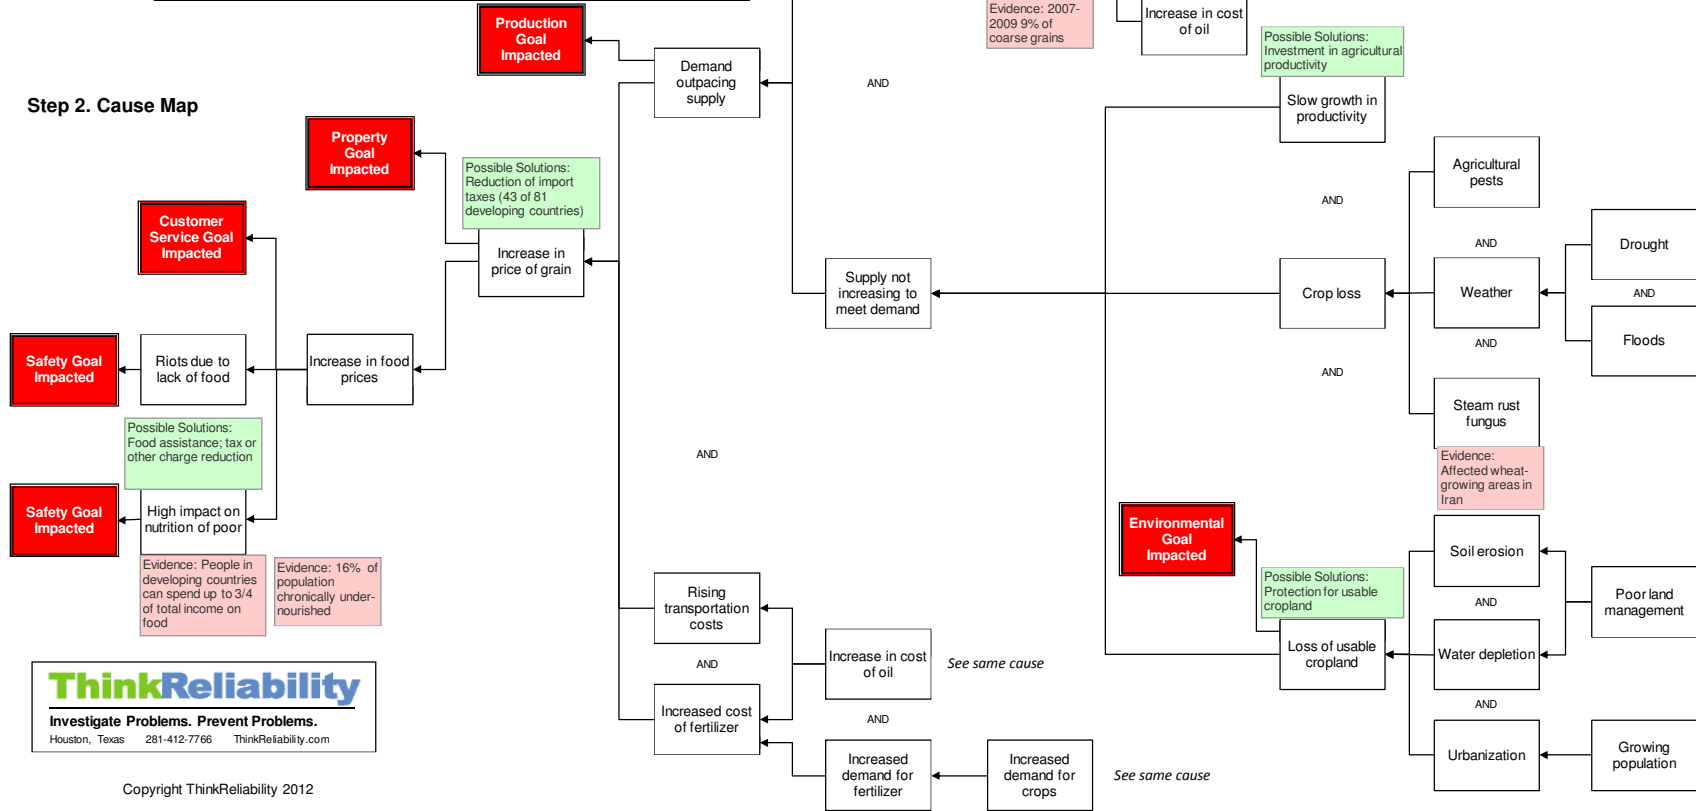 Production
Goal
Impacted
Evidence: 2007-
2009 9% of
coarse grains
Increase in cost
of oil
Possible Solutions:
Investment in agricultural
productivity
Demand
outpacing
supply
AND
Slow growth in
productivity
Step 2. Cause Map
Property
Goal
Impacted
Possible Solutions:
Reduction of import
taxes (43 of 81
developing countries)
Agricultural
pests
AND
Customer
Service Goal
Impacted
Increase in
price of grain
Supply not
increasing to
meet demand
Crop loss
AND
Weather
AND
Drought
AND
Floods
Safety Goal
Impacted
Riots due to
lack of food
Increase in food
prices
AND
Steam rust
fungus
Evidence:
Affected wheat-
growing areas in
Iran
Possible Solutions:
Food assistance; tax or
other charge reduction
AND
Safety Goal
Impacted
High impact on
nutrition of poor
Evidence: People in
developing countries
can spend up to 3/4
of total income on
food
Evidence: 16% of
population
chronically under-
nourished
Environmental
Goal
Impacted
Possible Solutions:
Protection for usable
cropland
Soil erosion
AND
Poor land
management
Rising
transportation
costs
AND
Increase in cost
of oil
See same cause
Loss of usable
cropland
Water depletion
AND
Increased cost
of fertilizer
AND
Urbanization
Growing
population
Increased
demand for
fertilizer
Increased
demand for
crops
See same cause
ThinkReliability
Investigate Problems. Prevent Problems.
Houston, Texas 281-412-7766 ThinkReliability.com
Copyright ThinkReliability 2012